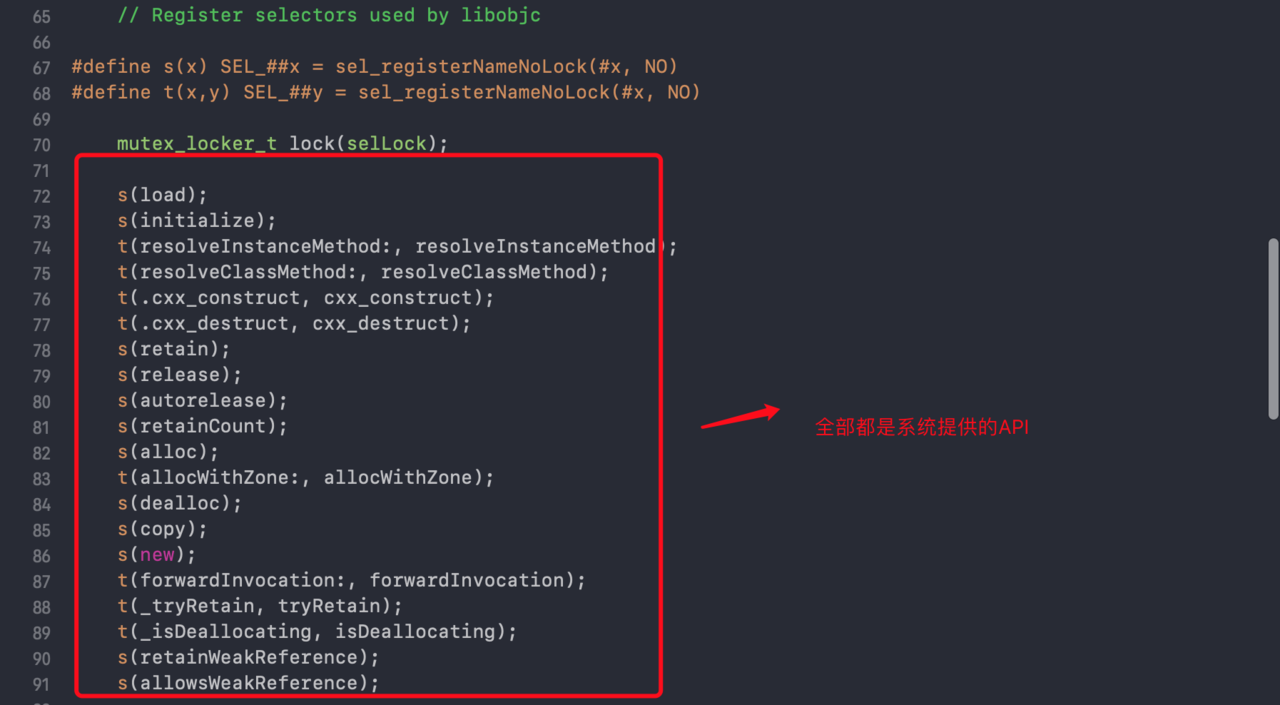 65 // Register selectors used by libobjc
66
67 #define s(x) SEL_##x = sel_registerNameNoLock(#x, NO)
68 #define t(x,y) SEL_##y = sel_registerNameNoLock(#x, NO)
69
70 mutex_locker_t lock(selLock);
71
72 s(load);
73 s(initialize);
74 t(resolveInstanceMethod:, resolveInstanceMethod);
75 t(resolveClassMethod:, resolveClassMethod);
76 t(.cxx_construct, cxx_construct);
77 t(.cxx_destruct, cxx_destruct);
78 s(retain);
79 s(release);
80 s(autorelease);
81 s(retainCount);
全部都是系统提供的API
82 s(alloc);
83 t(allocWithZone:, allocWithZone);
84 s(dealloc);
85 s(copy);
86 s(new);
87 t(forwardInvocation:, forwardInvocation);
88 t(_tryRetain, tryRetain);
89 t(_isDeallocating, isDeallocating);
90 s(retainWeakReference);
91 s(allowsWeakReference);